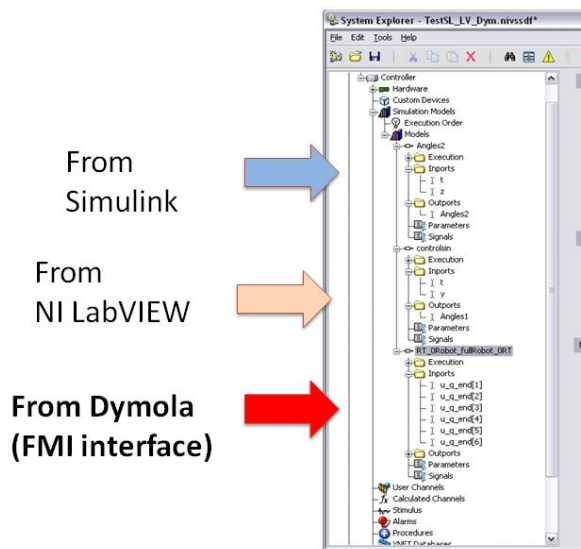 System Explorer - TestSL_LV_Dym.nivssdf*
File Edit Tools Help
Controller
Hardware
Custom Devices
Simulation Models
Execution Order
Models
Angles2
Execution
Inports
t
z
Outports
Angles2
Parameters
Signals
controlsin
Execution
Inports
t
y
Outports
Angles1
Parameters
Signals
RT_0Robot_fullRobot_0RT
Execution
Inports
u_q_end[1]
u_q_end[2]
u_q_end[3]
u_q_end[4]
u_q_end[5]
u_q_end[6]
Outports
Parameters
Signals
User Channels
Calculated Channels
Stimulus
Alarms
Procedures
XNET Databases
From
Simulink
From
NI LabVIEW
From Dymola
(FMI interface)